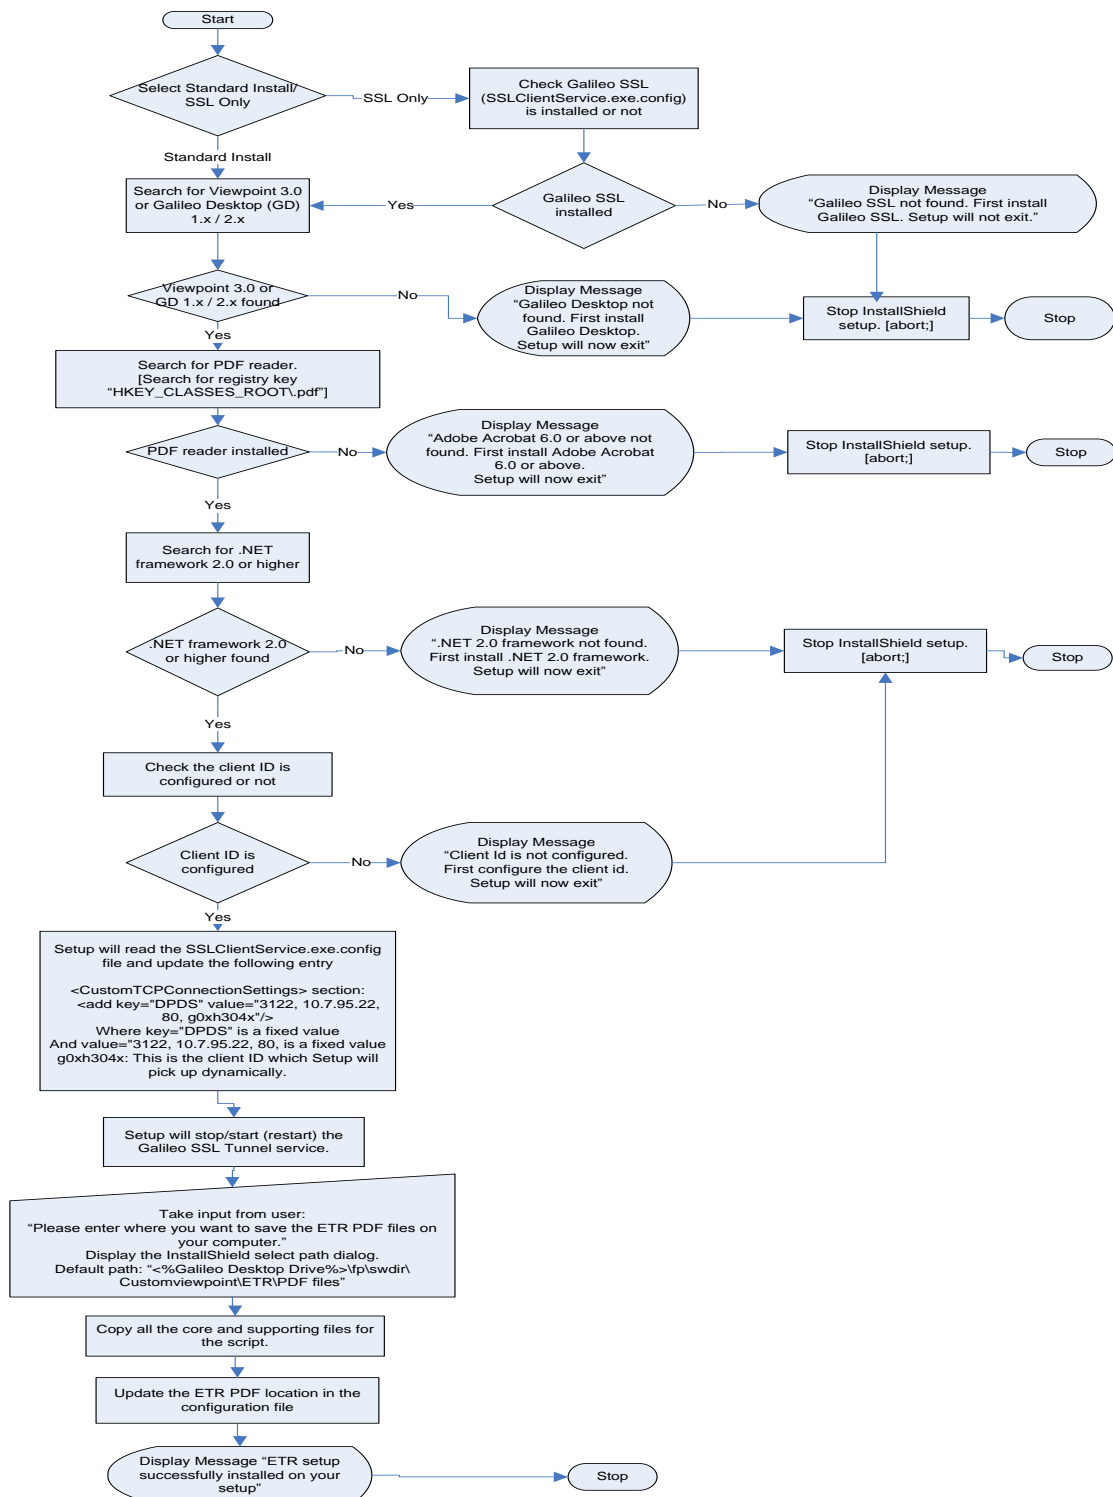 Start
Select Standard Install/
SSL Only
SSL Only
Check Galileo SSL
(SSLClientService.exe.config)
is installed or not
Standard Install
Search for Viewpoint 3.0
or Galileo Desktop (GD)
1.x / 2.x
Yes
Galileo SSL
installed
No
Display Message
“Galileo SSL not found. First install
Galileo SSL. Setup will not exit.”
Viewpoint 3.0 or
GD 1.x / 2.x found
No
Display Message
“Galileo Desktop not
found. First install
Galileo Desktop.
Setup will now exit”
Stop InstallShield
setup. [abort;]
Stop
Yes
Search for PDF reader.
[Search for registry key
“HKEY_CLASSES_ROOT\.pdf”]
PDF reader installed
No
Display Message
“Adobe Acrobat 6.0 or above not
found. First install Adobe Acrobat
6.0 or above.
Setup will now exit”
Stop InstallShield setup.
[abort;]
Stop
Yes
Search for .NET
framework 2.0 or higher
.NET framework 2.0
or higher found
No
Display Message
“.NET 2.0 framework not found.
First install .NET 2.0 framework.
Setup will now exit”
Stop InstallShield setup.
[abort;]
Stop
Yes
Check the client ID is
configured or not
Client ID is
configured
No
Display Message
“Client Id is not configured.
First configure the client id.
Setup will now exit”
Yes
Setup will read the SSLClientService.exe.config
file and update the following entry
<CustomTCPConnectionSettings> section:
<add key="DPDS" value="3122, 10.7.95.22,
80, g0xh304x"/>
Where key="DPDS" is a fixed value
And value="3122, 10.7.95.22, 80, is a fixed value
g0xh304x: This is the client ID which Setup will
pick up dynamically.
Setup will stop/start (restart) the
Galileo SSL Tunnel service.
Take input from user:
“Please enter where you want to save the ETR PDF files on
your computer.”
Display the InstallShield select path dialog.
Default path: “<%Galileo Desktop Drive%>\fp\swdir\
Customviewpoint\ETR\PDF files”
Copy all the core and supporting files for
the script.
Update the ETR PDF location in the
configuration file
Display Message “ETR setup
successfully installed on your
setup”
Stop